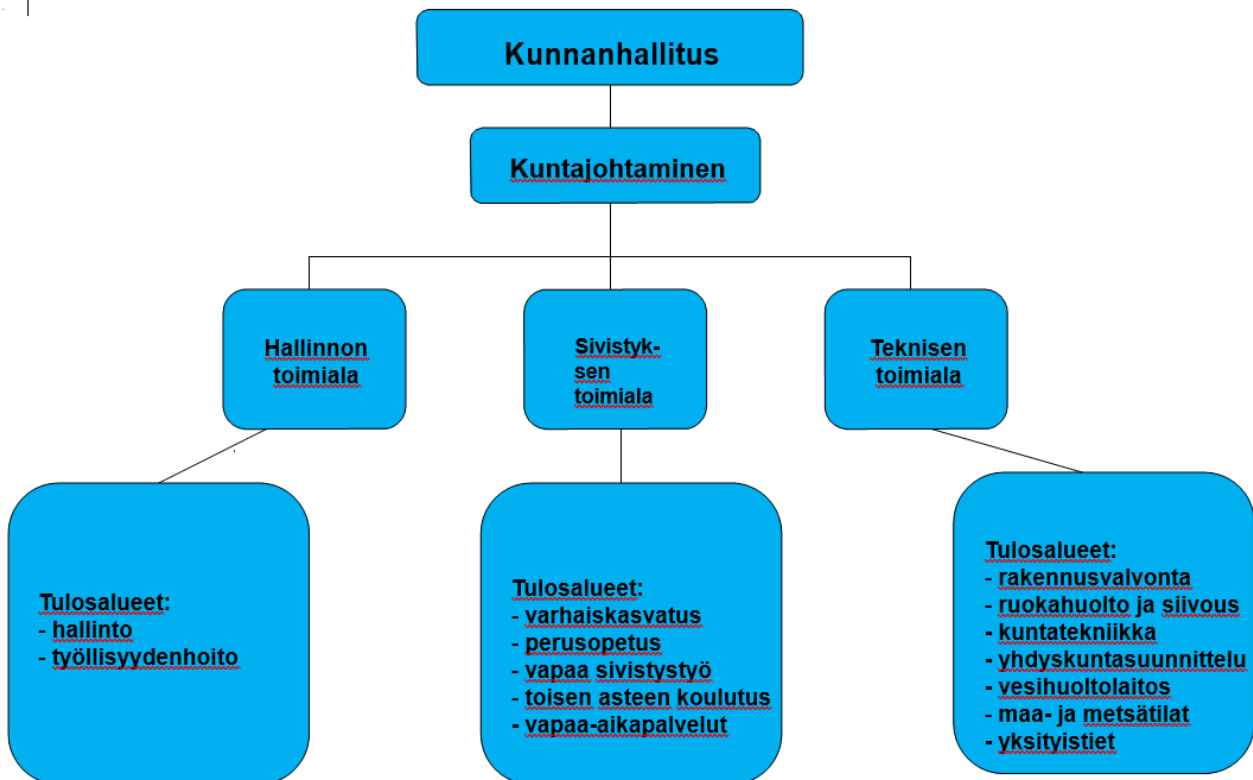 Kunnanhallitus
Kuntajohtaminen
Hallinnon
toimiala
Sivistyk-
sen
toimiala
Teknisen
toimiala
Tulosalueet:
- hallinto
- työllisyydenhoito
Tulosalueet:
- varhaiskasvatus
- perusopetus
- vapaa sivistystyö
- toisen asteen koulutus
- vapaa-aikapalvelut
Tulosalueet:
- rakennusvalvonta
- ruokahuolto ja siivous
- kuntatekniikka
- yhdyskuntasuunnittelu
- vesihuoltolaitos
- maa- ja metsätilat
- yksityistiet